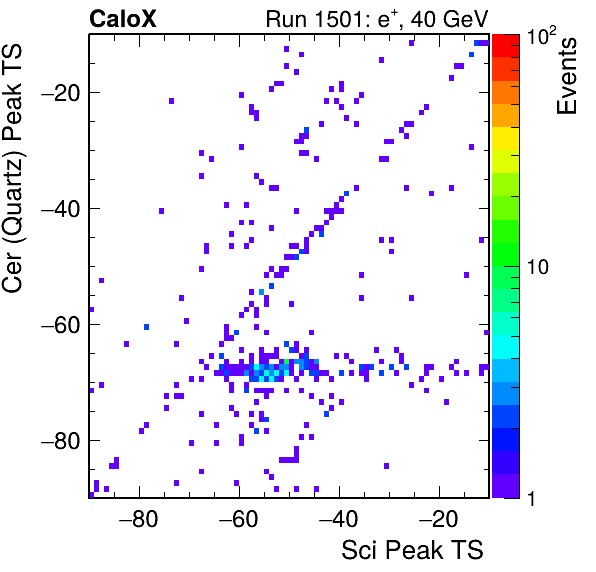 CaloX Run 1501: e⁺, 40 GeV
Cer (Quartz) Peak TS
−20
−40
−60
−80
−80 −60 −40 −20
Sci Peak TS
10²
10
1
Events